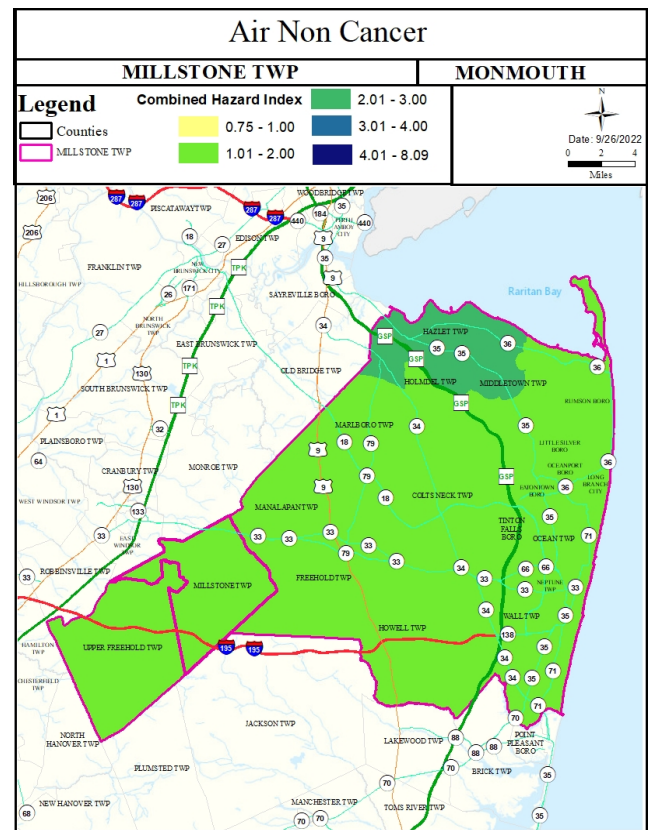 Air Non Cancer
MILLSTONE TWP
MONMOUTH
Legend
Counties
MILLSTONE TWP
Combined Hazard Index
0.75 - 1.00
1.01 - 2.00
2.01 - 3.00
3.01 - 4.00
4.01 - 8.09
N
Date: 9/26/2022
0 2 4
Miles
WOODBRIDGE TWP
206
287
287
PISCATAWAY TWP
287
287
440
184
35
PERTH AMBOY CITY
440
206
18
27
EDISON TWP
9
35
FRANKLIN TWP
NEW BRUNSWICK CITY
TPK
9
HILLSBOROUGH TWP
26
171
SAYREVILLE BORO
Raritan Bay
TPK
27
NORTH BRUNSWICK TWP
34
GSP
HAZLET TWP
35
35
36
1
EAST BRUNSWICK TWP
GSP
36
130
TPK
OLD BRIDGE TWP
HOLMDEL TWP
MIDDLETOWN TWP
SOUTH BRUNSWICK TWP
TPK
GSP
RUMSON BORO
1
32
MARLBORO TWP
34
35
PLAINSBORO TWP
9
18
79
LITTLE SILVER BORO
64
CRANBURY TWP
MONROE TWP
79
GSP
OCEANPORT BORO
36
130
9
18
COLTS NECK TWP
EATONTOWN BORO
36
LONG BRANCH CITY
WEST WINDSOR TWP
133
MANALAPAN TWP
35
33
EAST WINDSOR TWP
33
33
33
79
33
33
TINTON FALLS BORO
OCEAN TWP
71
33
ROBBINSVILLE TWP
MILLSTONE TWP
FREEHOLD TWP
34
33
66
66
33
NEPTUNE TWP
33
34
WALL TWP
35
HAMILTON TWP
UPPER FREEHOLD TWP
195
195
HOWELL TWP
138
34
35
CHESTERFIELD TWP
34
35
71
NORTH HANOVER TWP
JACKSON TWP
70
71
LAKEWOOD TWP
88
88
88
POINT PLEASANT BORO
PLUMSTED TWP
70
BRICK TWP
35
70
NEW HANOVER TWP
MANCHESTER TWP
TOMS RIVER TWP
68
70
70
35